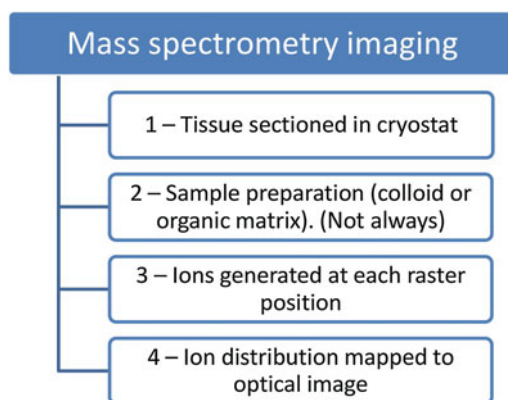 Mass spectrometry imaging
1 – Tissue sectioned in cryostat
2 – Sample preparation (colloid or
organic matrix). (Not always)
3 – Ions generated at each raster
position
4 – Ion distribution mapped to
optical image